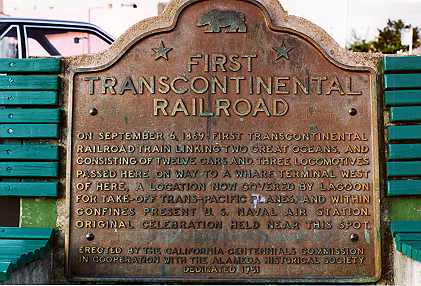 FIRST
TRANSCONTINENTAL
RAILROAD
ON SEPTEMBER 6, 1869-FIRST TRANSCONTINENTAL
RAILROAD TRAIN LINKING TWO GREAT OCEANS, AND
CONSISTING OF TWELVE CARS AND THREE LOCOMOTIVES
PASSED HERE ON WAY TO A WHARF TERMINAL WEST
OF HERE, A LOCATION NOW COVERED BY LAGOON
FOR TAKE-OFF TRANS-PACIFIC PLANES, AND WITHIN
CONFINES PRESENT U. S. NAVAL AIR STATION.
ORIGINAL CELEBRATION HELD NEAR THIS SPOT
ERECTED BY THE CALIFORNIA CENTENNIALS COMMISSION
IN COOPERATION WITH THE ALAMEDA HISTORICAL SOCIETY
DEDICATED 1951